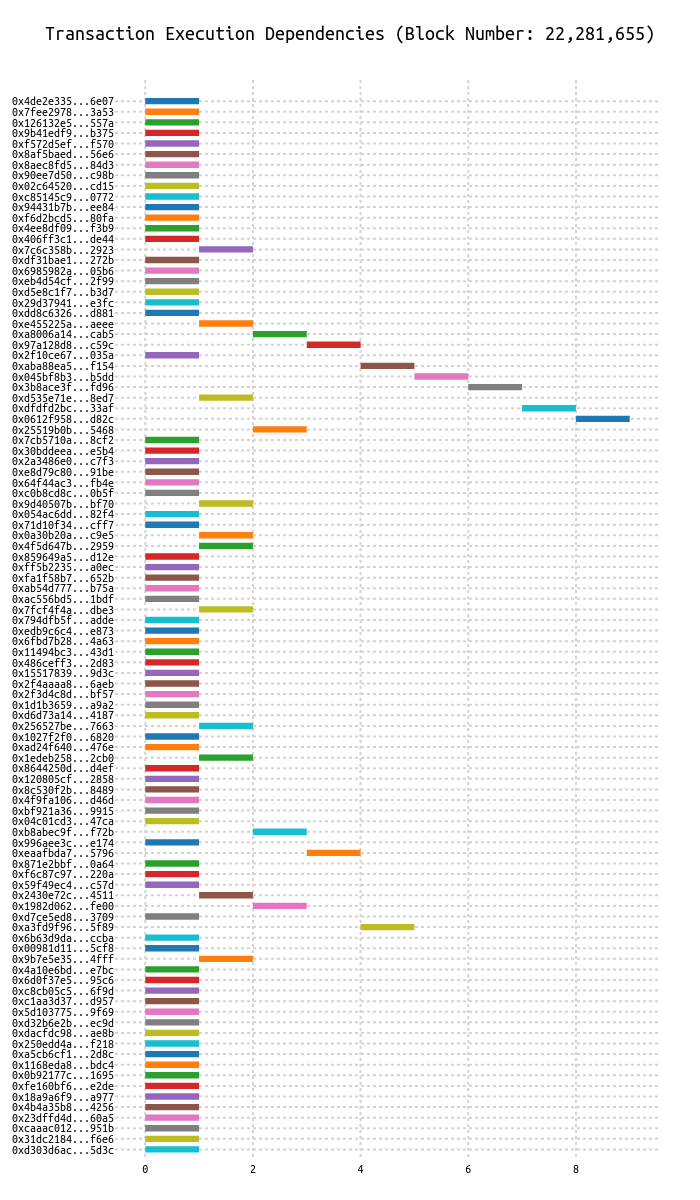 Transaction Execution Dependencies (Block Number: 22,281,655)
0x4de2e335...6e07
0x7fee2978...3a53
0x126132e5...557a
0x9b41edf9...b375
0xf572d5ef...f570
0x8af5baed...56e6
0x8aec8fd5...84d3
0x90ee7d50...c98b
0x02c64520...cd15
0xc85145c9...0772
0x94431b7b...ee84
0xf6d2bcd5...80fa
0x4ee8df09...f3b9
0x406ff3c1...de44
0x7c6c358b...2923
0xdf31bae1...272b
0x6985982a...05b6
0xeb4d54cf...2f99
0xd5e8c1f7...b3d7
0x29d37941...e3fc
0xdd8c6326...d881
0xe455225a...aeee
0xa8006a14...cab5
0x97a128d8...c59c
0x2f10ce67...035a
0xaba88ea5...f154
0x045bf8b3...b5dd
0x3b8ace3f...fd96
0xd535e71e...8ed7
0xdfdfd2bc...33af
0x0612f958...d82c
0x25519b0b...5468
0x7cb5710a...8cf2
0x30bddeea...e5b4
0x2a3486e0...c7f3
0xe8d79c80...91be
0x64f44ac3...fb4e
0xc0b8cd8c...0b5f
0x9d40507b...bf70
0x054ac6dd...82f4
0x71d10f34...cff7
0x0a30b20a...c9e5
0x4f5d647b...2959
0x859649a5...d12e
0xff5b2235...a0ec
0xfa1f58b7...652b
0xab54d777...b75a
0xac556bd5...1bdf
0x7fcf4f4a...dbe3
0x794dfb5f...adde
0xedb9c6c4...e873
0x6fbd7b28...4a63
0x11494bc3...43d1
0x486ceff3...2d83
0x15517839...9d3c
0x2f4aaaa8...6aeb
0x2f3d4c8d...bf57
0x1d1b3659...a9a2
0xd6d73a14...4187
0x256527be...7663
0x1027f2f0...6820
0xad24f640...476e
0x1edeb258...2cb0
0x8644250d...d4ef
0x120805cf...2858
0x8c530f2b...8489
0x4f9fa106...d46d
0xbf921a36...9915
0x04c01cd3...47ca
0xb8abec9f...f72b
0x996aee3c...e174
0xeaafbda7...5796
0x871e2bbf...0a64
0xf6c87c97...220a
0x59f49ec4...c57d
0x2430e72c...4511
0x1982d062...fe00
0xd7ce5ed8...3709
0xa3fd9f96...5f89
0x6b63d9da...ccba
0x00981d11...5cf8
0x9b7e5e35...4fff
0x4a10e6bd...e7bc
0x6d0f37e5...95c6
0xc8cb05c5...6f9d
0xc1aa3d37...d957
0x5d103775...9f69
0xd32b6e2b...ec9d
0xdacfdc98...ae8b
0x250edd4a...f218
0xa5cb6cf1...2d8c
0x1168eda8...bdc4
0x0b92177c...1695
0xfe160bf6...e2de
0x18a9a6f9...a977
0x4b4a35b8...4256
0x23dffd4d...60a5
0xcaaac012...951b
0x31dc2184...f6e6
0xd303d6ac...5d3c
0 2 4 6 8